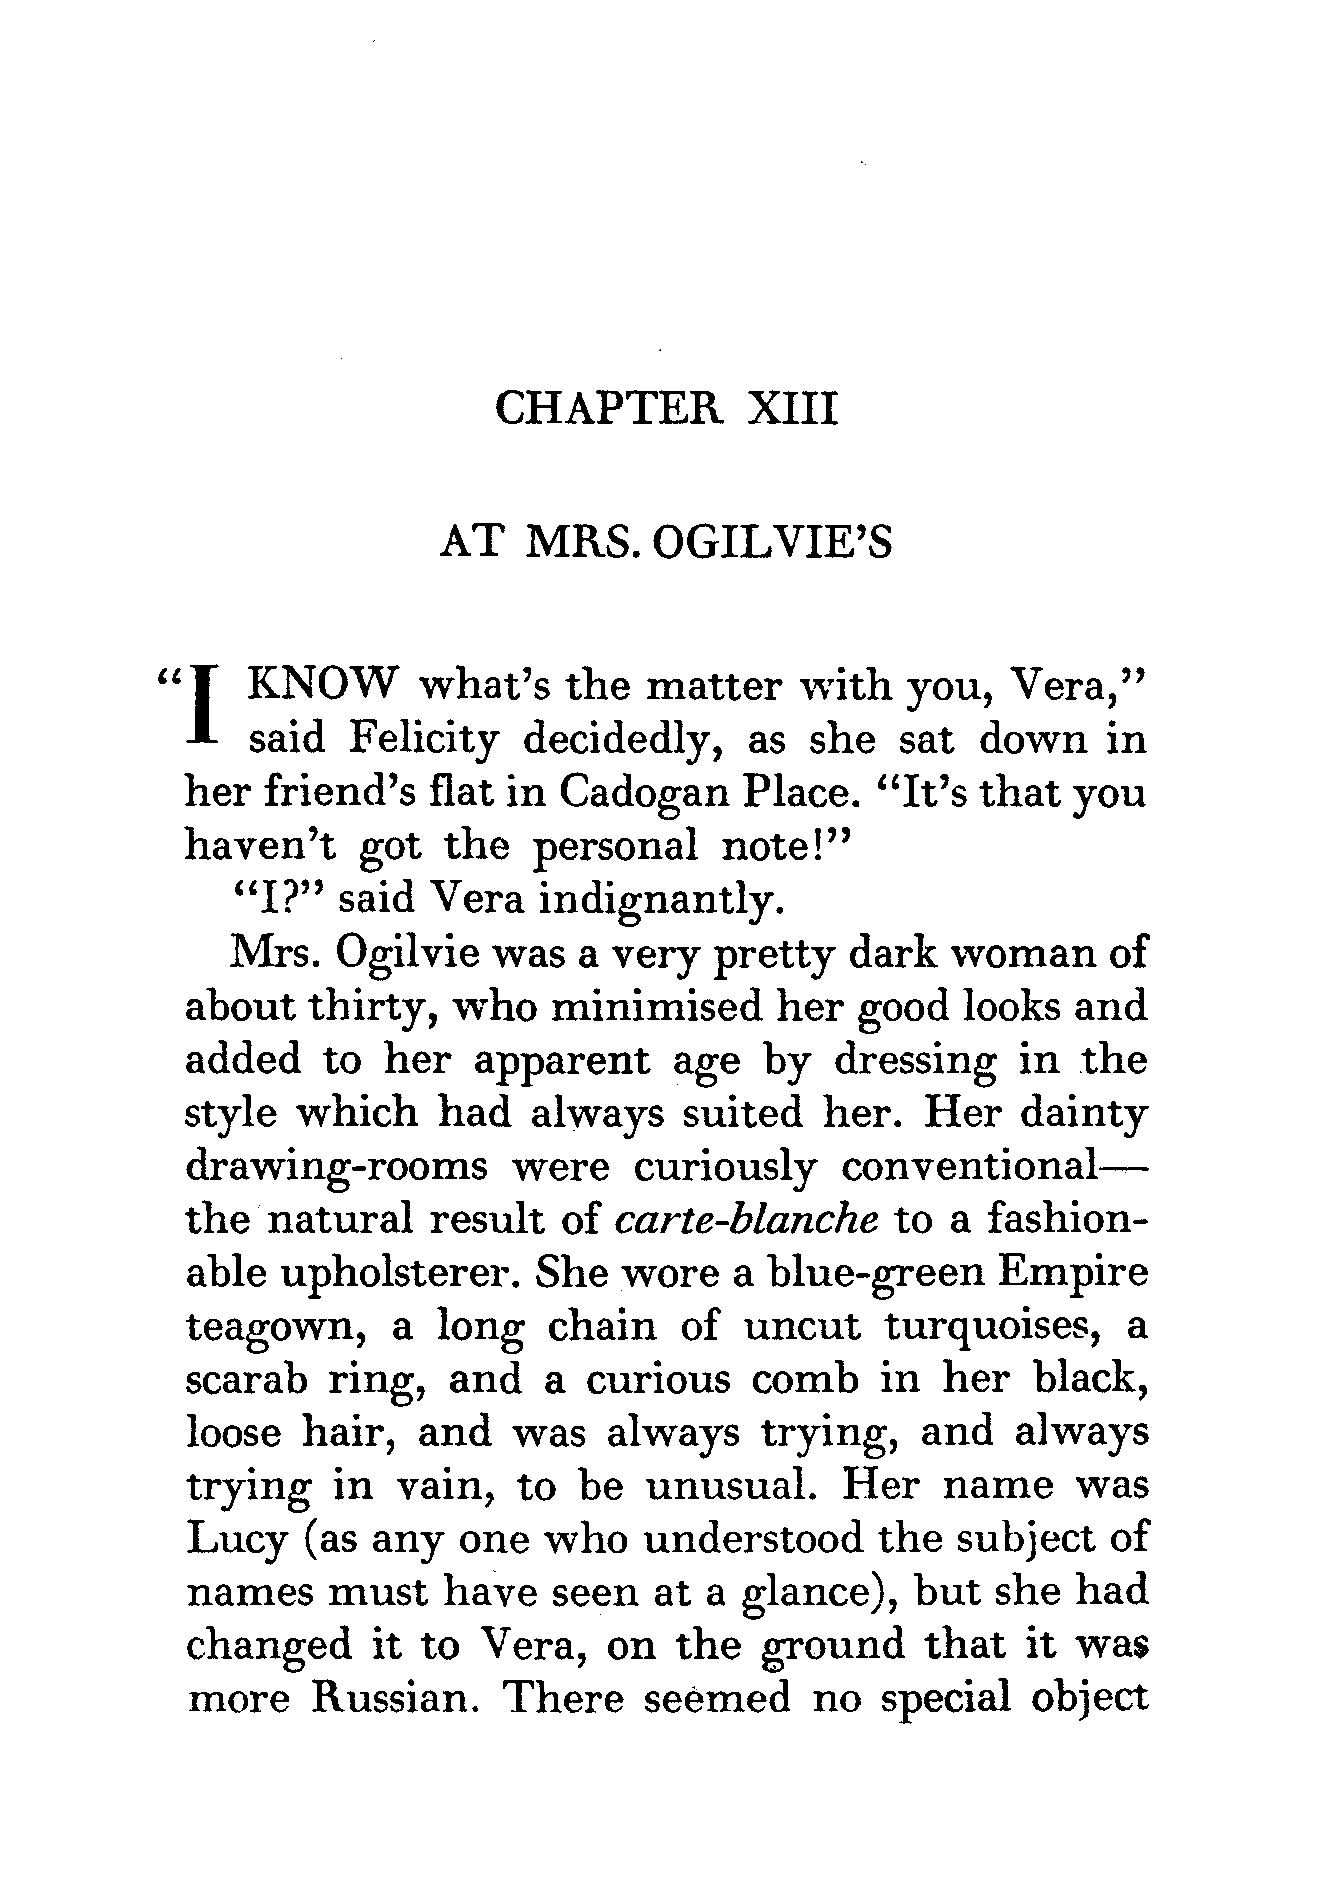 CHAPTER XIII
AT MRS. OGILVIE'S
"I KNOW what's the matter with you, Vera,"
said Felicity decidedly, as she sat down in
her friend's flat in Cadogan Place. "It's that you
haven't got the personal note!"
"I?" said Vera indignantly.
Mrs. Ogilvie was a very pretty dark woman of
about thirty, who minimised her good looks and
added to her apparent age by dressing in the
style which had always suited her. Her dainty
drawing-rooms were curiously conventional—
the natural result of carte-blanche to a fashion-
able upholsterer. She wore a blue-green Empire
teagown, a long chain of uncut turquoises, a
scarab ring, and a curious comb in her black,
loose hair, and was always trying, and always
trying in vain, to be unusual. Her name was
Lucy (as any one who understood the subject of
names must have seen at a glance), but she had
changed it to Vera, on the ground that it was
more Russian. There seemed no special object